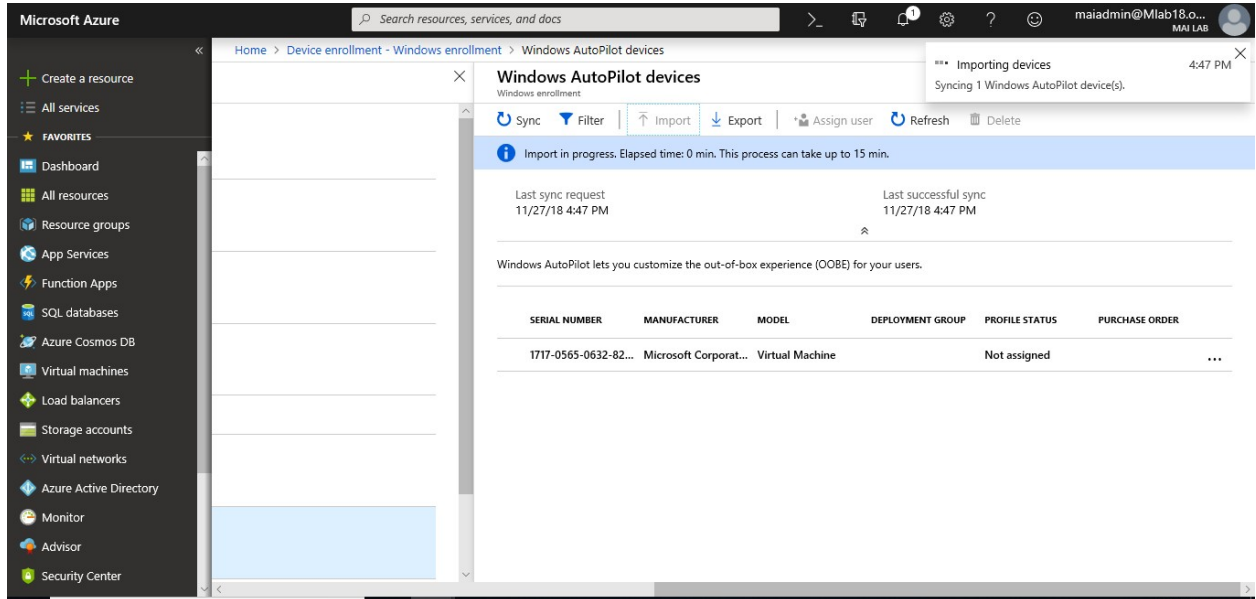 Microsoft Azure
Search resources, services, and docs
1
maiadmin@Mlab18.o...
MAI LAB
Home > Device enrollment - Windows enrollment > Windows AutoPilot devices
Importing devices
4:47 PM
Syncing 1 Windows AutoPilot device(s).
Create a resource
All services
FAVORITES
Dashboard
All resources
Resource groups
App Services
Function Apps
SQL databases
Azure Cosmos DB
Virtual machines
Load balancers
Storage accounts
Virtual networks
Azure Active Directory
Monitor
Advisor
Security Center
Windows AutoPilot devices
Windows enrollment
Sync Filter Import Export Assign user Refresh Delete
Import in progress. Elapsed time: 0 min. This process can take up to 15 min.
Last sync request
11/27/18 4:47 PM
Last successful sync
11/27/18 4:47 PM
Windows AutoPilot lets you customize the out-of-box experience (OOBE) for your users.
SERIAL NUMBER MANUFACTURER MODEL DEPLOYMENT GROUP PROFILE STATUS PURCHASE ORDER
1717-0565-0632-82... Microsoft Corporat... Virtual Machine Not assigned ...